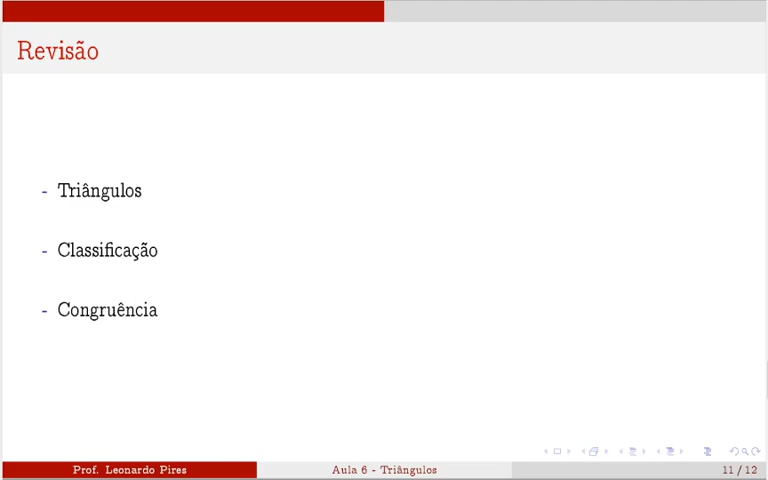 Revisão
- Triângulos
- Classificação
- Congruência
Prof. Leonardo Pires
Aula 6 - Triângulos
11 / 12